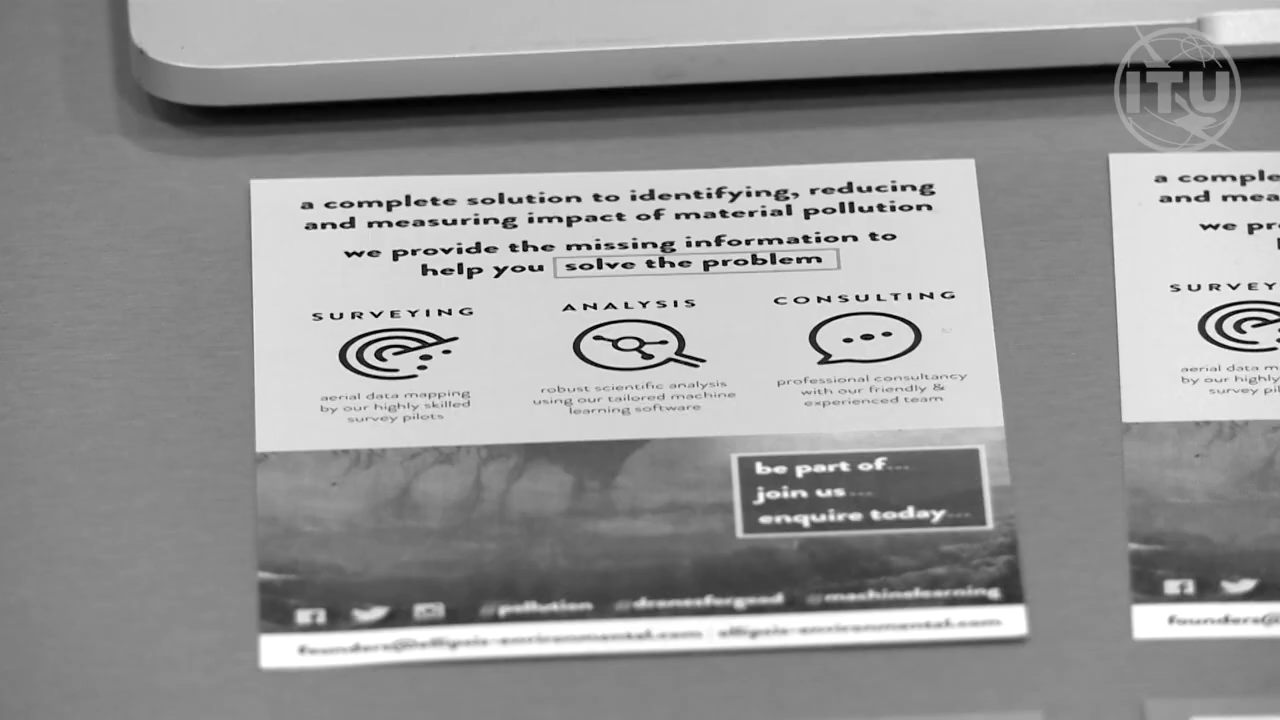 ITU
a complete solution to identifying, reducing
and measuring impact of material pollution
we provide the missing information to
help you solve the problem
SURVEYING
aerial data mapping
by our highly skilled
survey pilots
ANALYSIS
robust scientific analysis
using our tailored machine
learning software
CONSULTING
professional consultancy
with our friendly &
experienced team
be part of...
join us...
enquire today...
#pollution #dronesforgood #machinelearning
founders@ellipsis-environmental.com | ellipsis-environmental.com
a comple
and mea
we pr
SURVEY
aerial data m
by our highly
survey pil
founders@